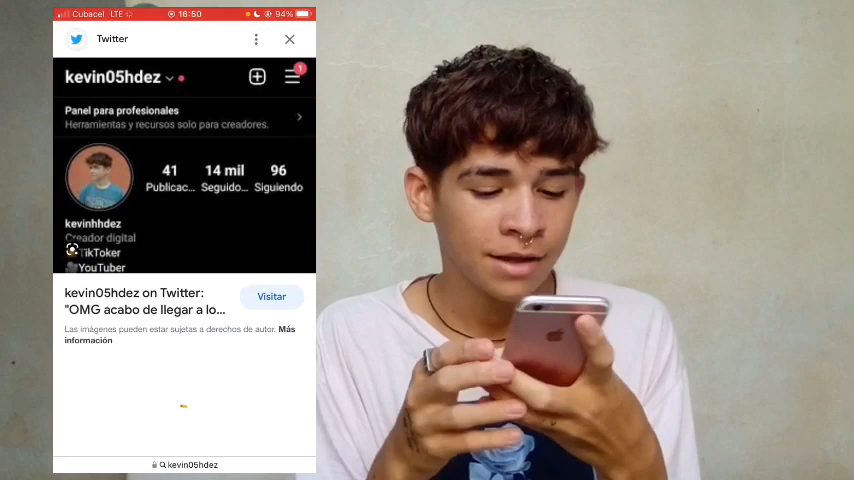 Cubacel LTE 16:50 94%
Twitter
kevin05hdez
1
Panel para profesionales
Herramientas y recursos solo para creadores.
41 14 mil 96
Publicac... Seguido... Siguiendo
kevinhhdez
Creador digital
TikToker
YouTuber
kevin05hdez on Twitter:
"OMG acabo de llegar a lo...
Visitar
Las imágenes pueden estar sujetas a derechos de autor. Más
información
kevin05hdez